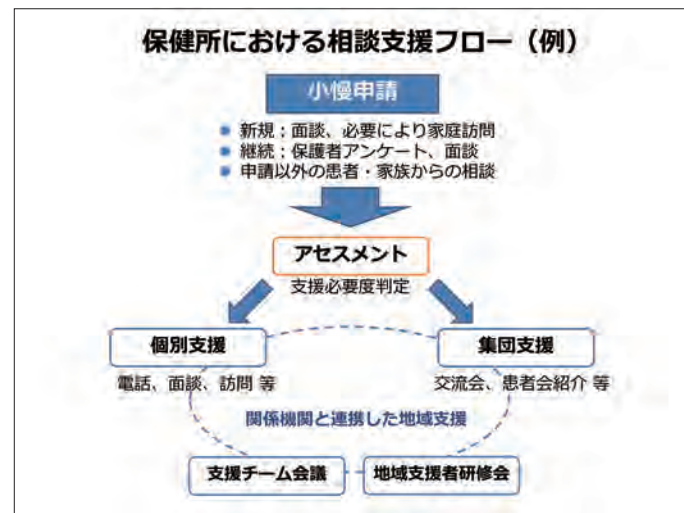 保健所における相談支援フロー（例）
小慢申請
● 新規：面談、必要により家庭訪問
● 継続：保護者アンケート、面談
● 申請以外の患者・家族からの相談
アセスメント
支援必要度判定
個別支援
集団支援
電話、面談、訪問 等
交流会、患者会紹介 等
関係機関と連携した地域支援
支援チーム会議
地域支援者研修会